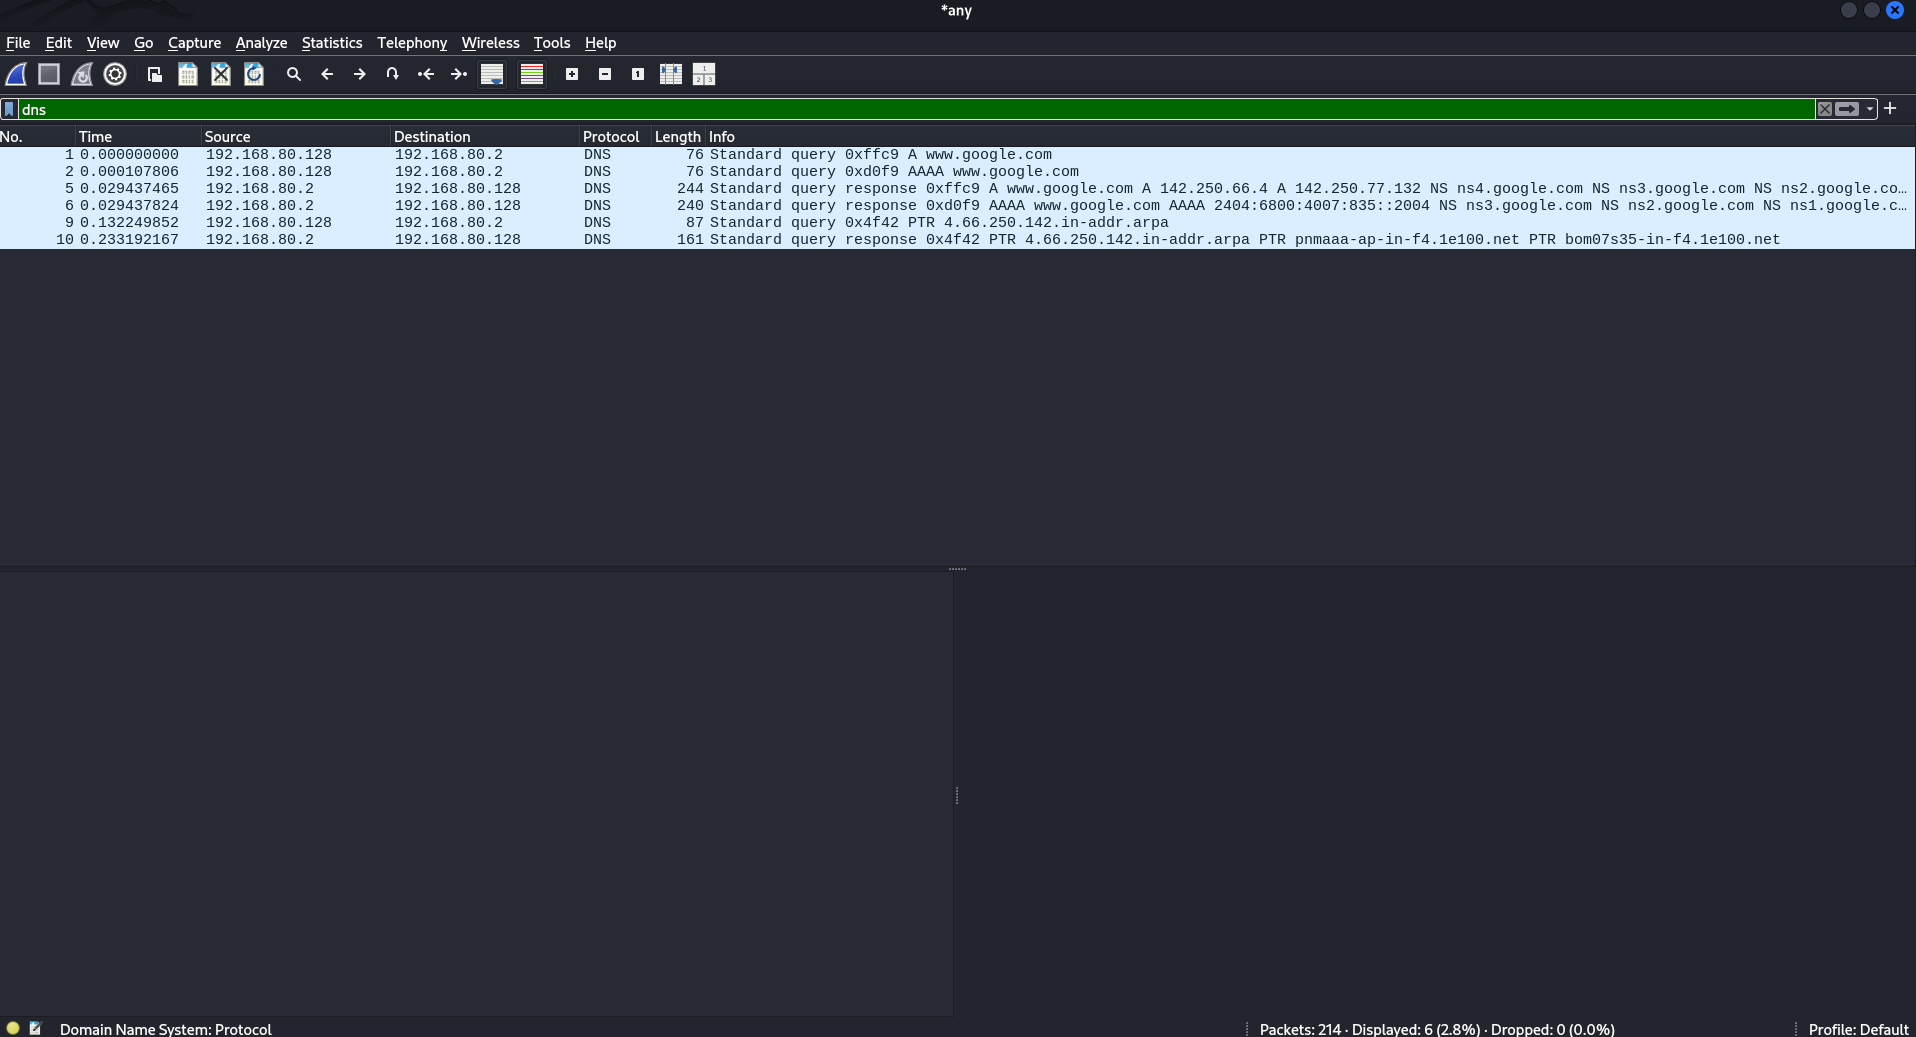 *any
File Edit View Go Capture Analyze Statistics Telephony Wireless Tools Help
dns
No. Time Source Destination Protocol Length Info
1 0.000000000 192.168.80.128 192.168.80.2 DNS 76 Standard query 0xffc9 A www.google.com
2 0.000107806 192.168.80.128 192.168.80.2 DNS 76 Standard query 0xd0f9 AAAA www.google.com
5 0.029437465 192.168.80.2 192.168.80.128 DNS 244 Standard query response 0xffc9 A www.google.com A 142.250.66.4 A 142.250.77.132 NS ns4.google.com NS ns3.google.com NS ns2.google.co…
6 0.029437824 192.168.80.2 192.168.80.128 DNS 240 Standard query response 0xd0f9 AAAA www.google.com AAAA 2404:6800:4007:835::2004 NS ns3.google.com NS ns2.google.com NS ns1.google.c…
9 0.132249852 192.168.80.128 192.168.80.2 DNS 87 Standard query 0x4f42 PTR 4.66.250.142.in-addr.arpa
10 0.233192167 192.168.80.2 192.168.80.128 DNS 161 Standard query response 0x4f42 PTR 4.66.250.142.in-addr.arpa PTR pnmaaa-ap-in-f4.1e100.net PTR bom07s35-in-f4.1e100.net
Domain Name System: Protocol Packets: 214 · Displayed: 6 (2.8%) · Dropped: 0 (0.0%) Profile: Default